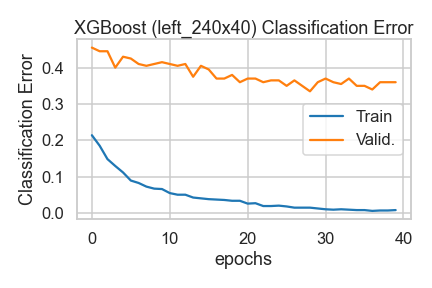 XGBoost (left_240x40) Classification Error
Classification Error
0.4
0.3
0.2
0.1
0.0
Train
Valid.
0 10 20 30 40
epochs